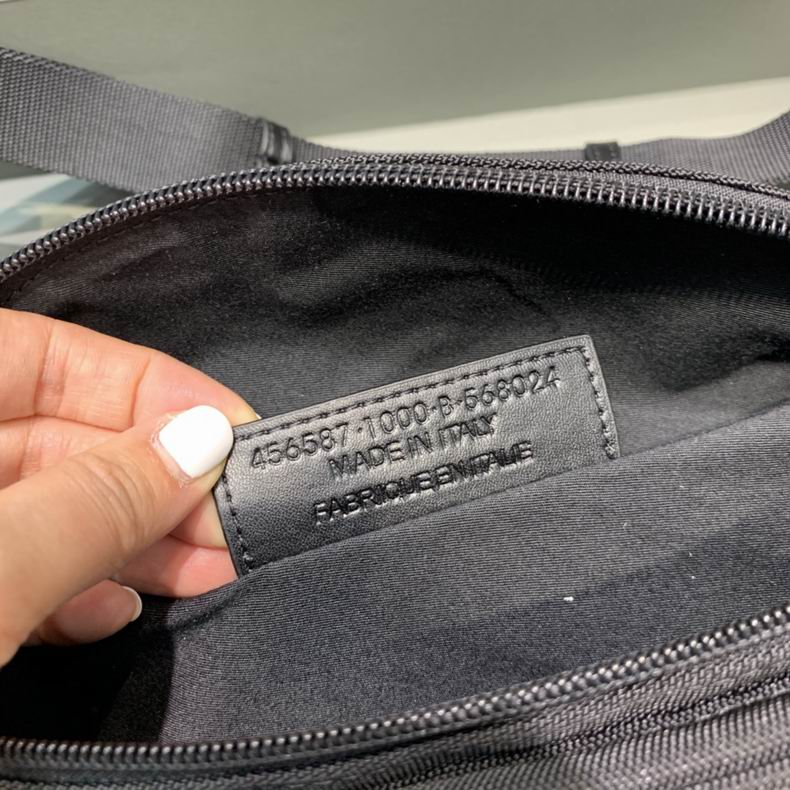 456587·1000·B·568024
MADE IN ITALY
FABRIQUE EN ITALIE